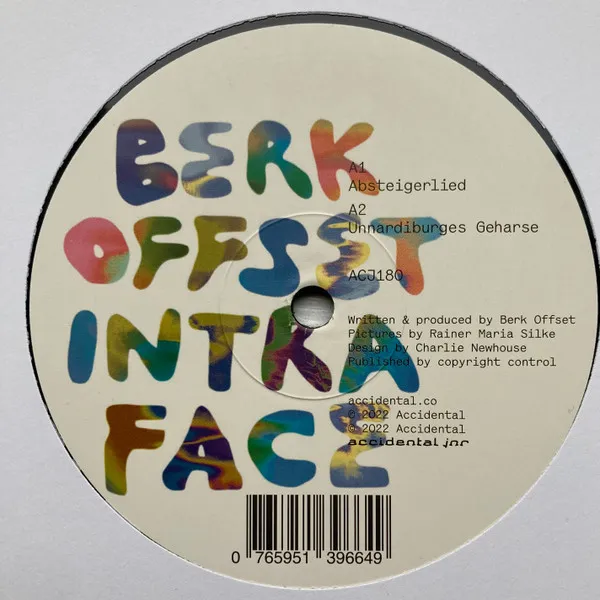 BERK
OFFSET
INTRA
FACE
A1
Absteigerlied
A2
Unnardiburges Geharse
ACJ180
Written & produced by Berk Offset
Pictures by Rainer Maria Silke
Design by Charlie Newhouse
Published by copyright control
accidental.co
© 2022 Accidental
© 2022 Accidental
accidental jnr
0 765951 396649